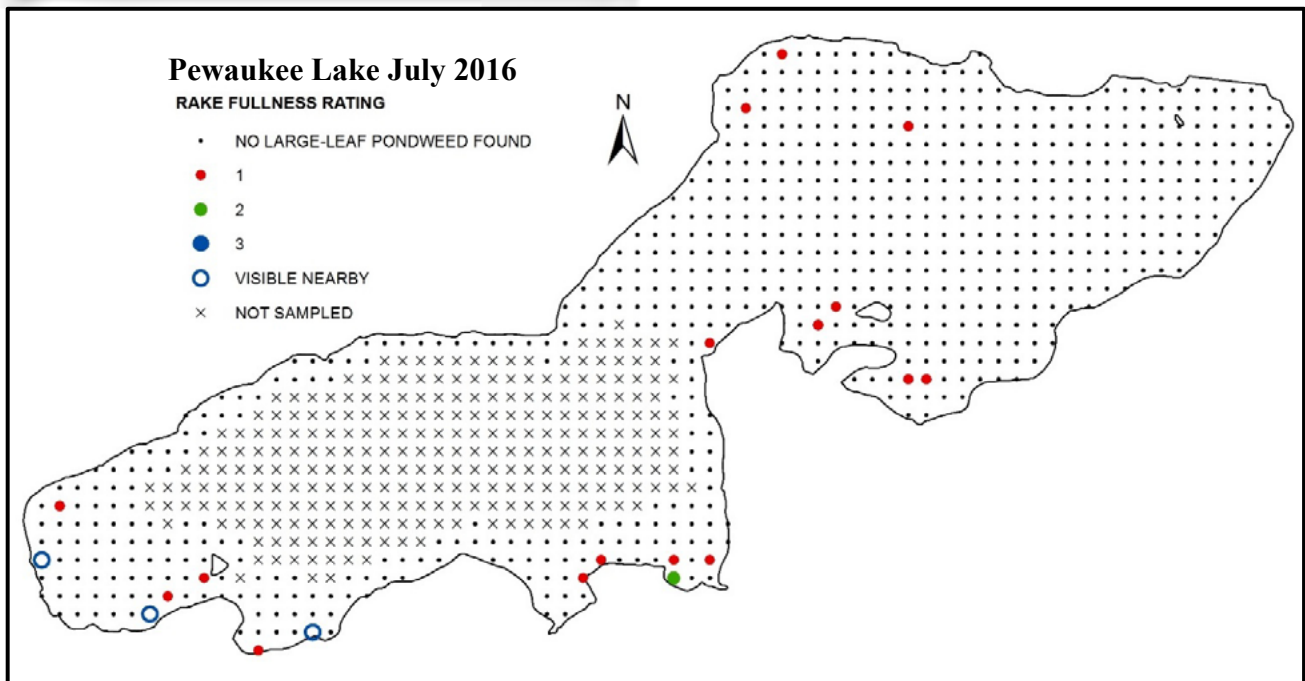 Pewaukee Lake July 2016
RAKE FULLNESS RATING
NO LARGE-LEAF PONDWEED FOUND
1
2
3
VISIBLE NEARBY
NOT SAMPLED
N